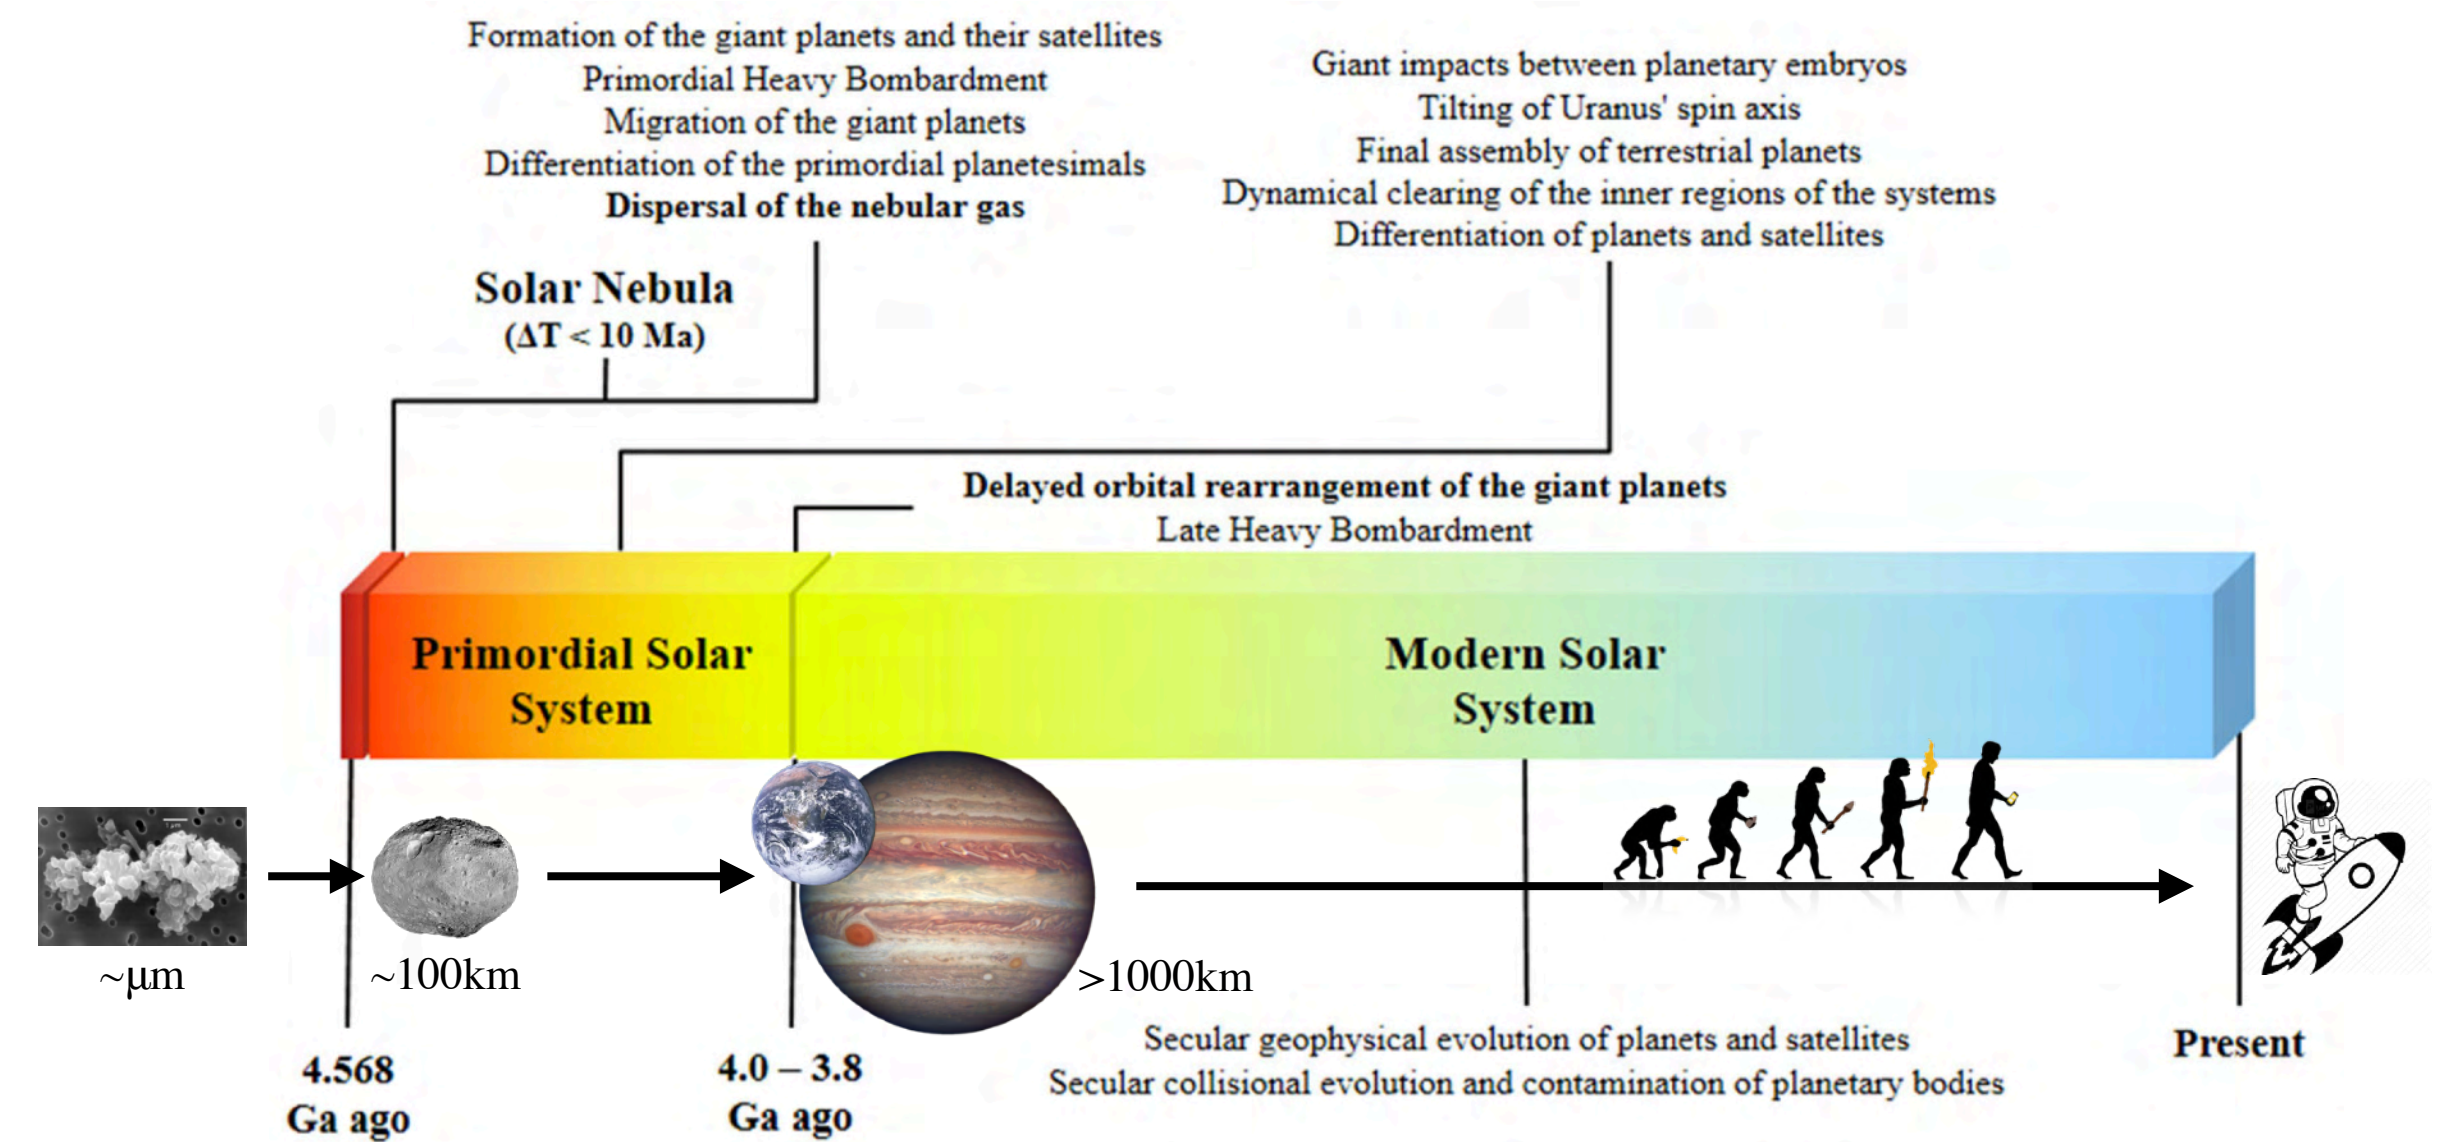 Formation of the giant planets and their satellites
Primordial Heavy Bombardment
Migration of the giant planets
Differentiation of the primordial planetesimals
Dispersal of the nebular gas
Giant impacts between planetary embryos
Tilting of Uranus' spin axis
Final assembly of terrestrial planets
Dynamical clearing of the inner regions of the systems
Differentiation of planets and satellites
Solar Nebula
(ΔT < 10 Ma)
Delayed orbital rearrangement of the giant planets
Late Heavy Bombardment
Primordial Solar
System
Modern Solar
System
1 µm
~µm
~100km
>1000km
4.568
Ga ago
4.0 – 3.8
Ga ago
Secular geophysical evolution of planets and satellites
Secular collisional evolution and contamination of planetary bodies
Present